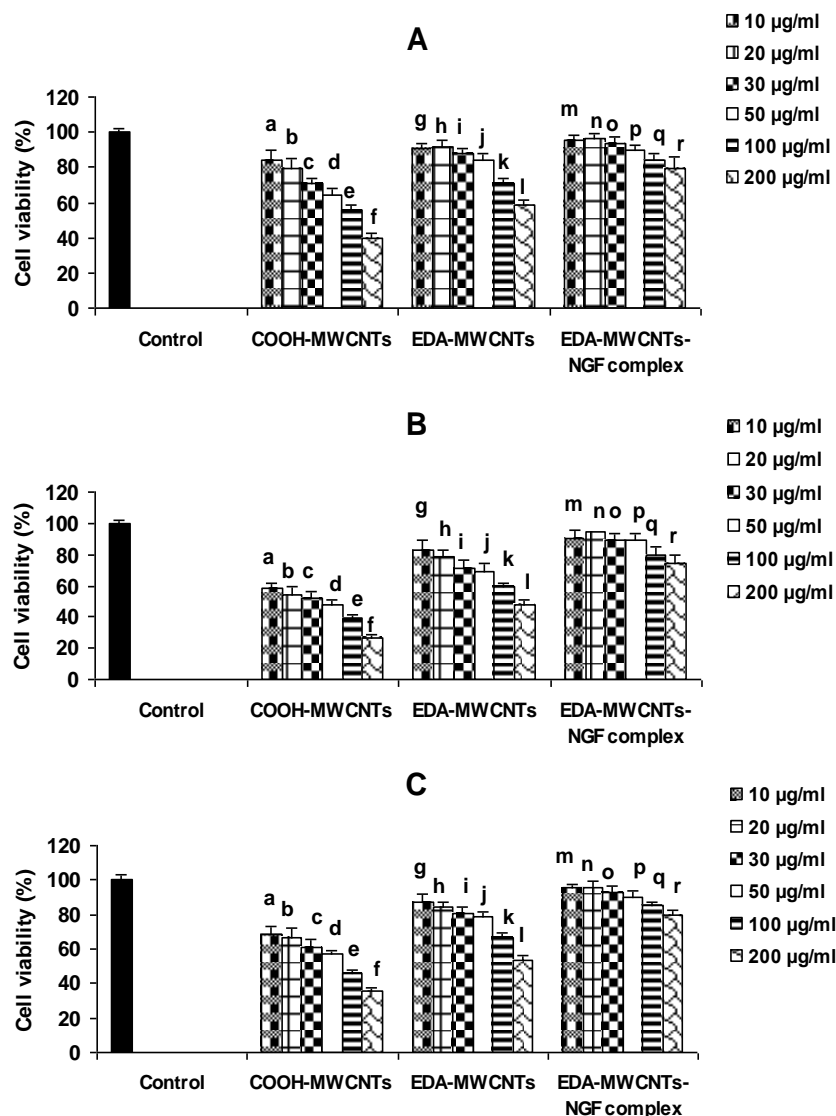 A
10 µg/ml
20 µg/ml
30 µg/ml
50 µg/ml
100 µg/ml
200 µg/ml
Cell viability (%)
120
100
80
60
40
20
0
a b c d e f g h i j k l m n o p q r
Control COOH-MWCNTs EDA-MWCNTs EDA-MWCNTs-
NGF complex
B
10 µg/ml
20 µg/ml
30 µg/ml
50 µg/ml
100 µg/ml
200 µg/ml
Cell viability (%)
120
100
80
60
40
20
0
a b c d e f g h i j k l m n o p q r
Control COOH-MWCNTs EDA-MWCNTs EDA-MWCNTs-
NGF complex
C
10 µg/ml
20 µg/ml
30 µg/ml
50 µg/ml
100 µg/ml
200 µg/ml
Cell viability (%)
120
100
80
60
40
20
0
a b c d e f g h i j k l m n o p q r
Control COOH-MWCNTs EDA-MWCNTs EDA-MWCNTs-
NGF complex